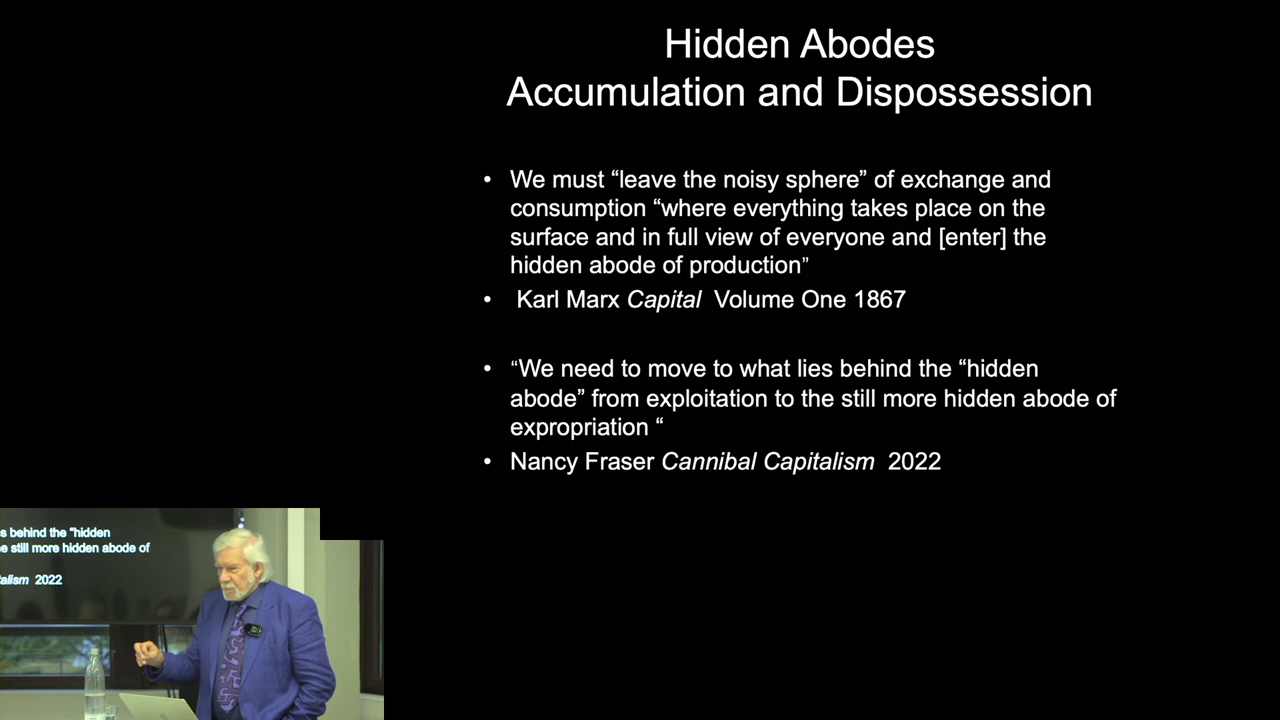 Hidden Abodes
Accumulation and Dispossession
• We must “leave the noisy sphere” of exchange and
consumption “where everything takes place on the
surface and in full view of everyone and [enter] the
hidden abode of production”
• Karl Marx Capital Volume One 1867
• “We need to move to what lies behind the “hidden
abode” from exploitation to the still more hidden abode of
expropriation “
• Nancy Fraser Cannibal Capitalism 2022
s behind the “hidden
e still more hidden abode of
talism 2022